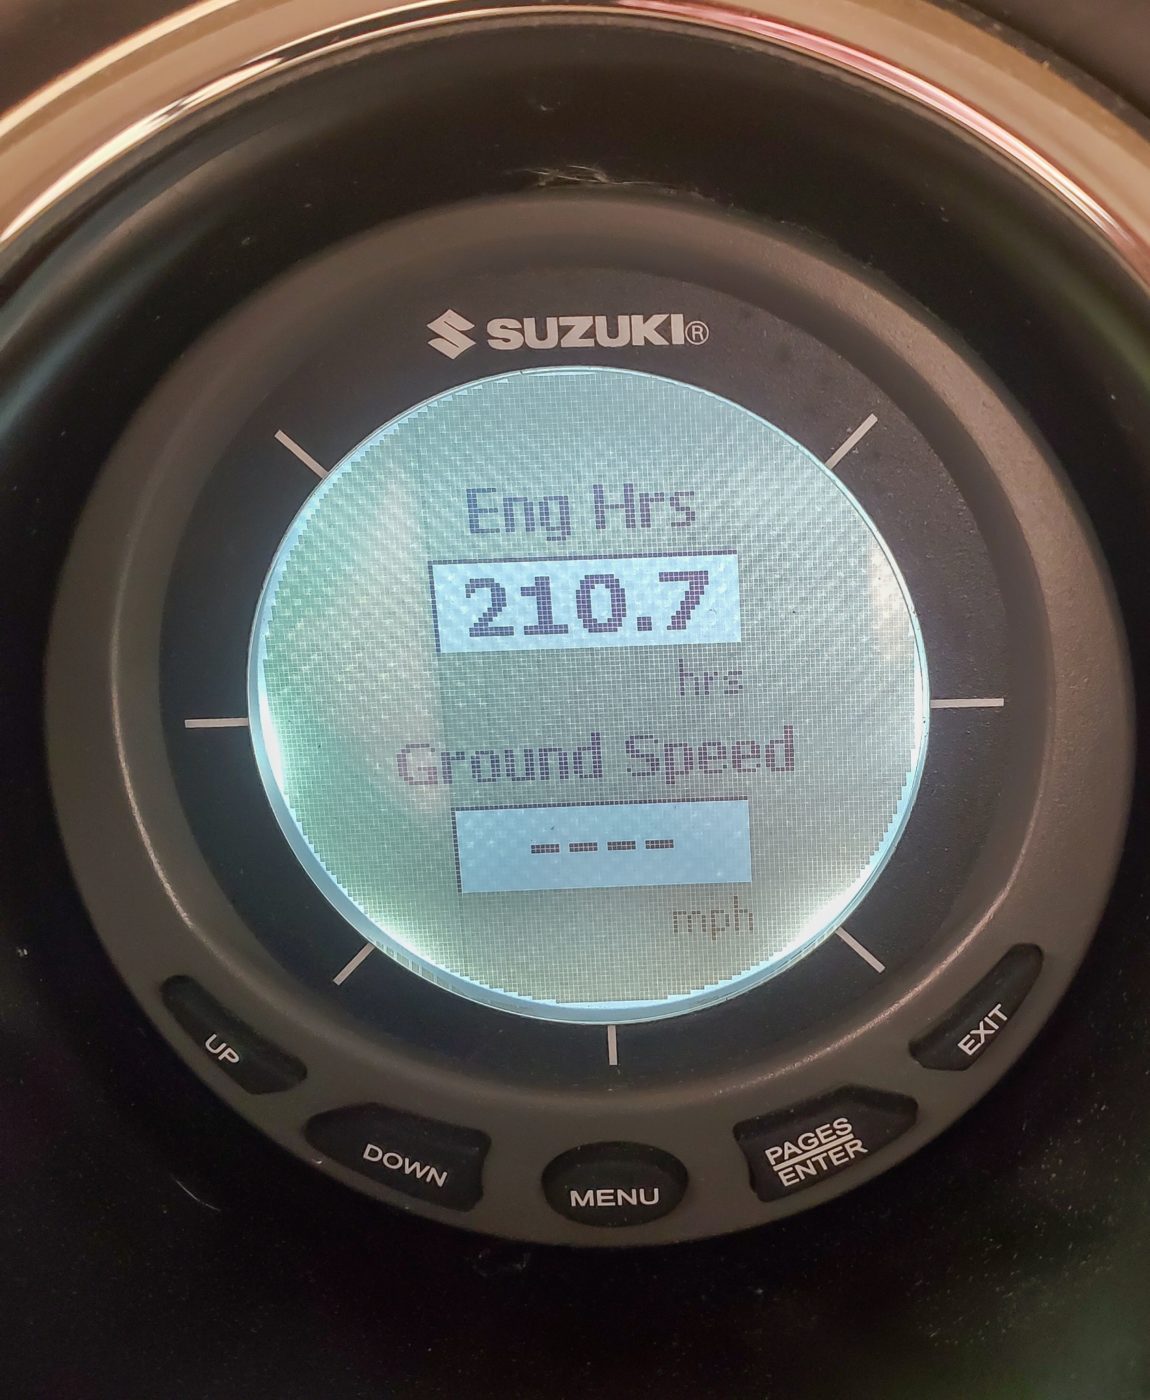 SUZUKI®
Eng Hrs
210.7
hrs
Ground Speed
----
mph
UP
DOWN
MENU
PAGES
ENTER
EXIT